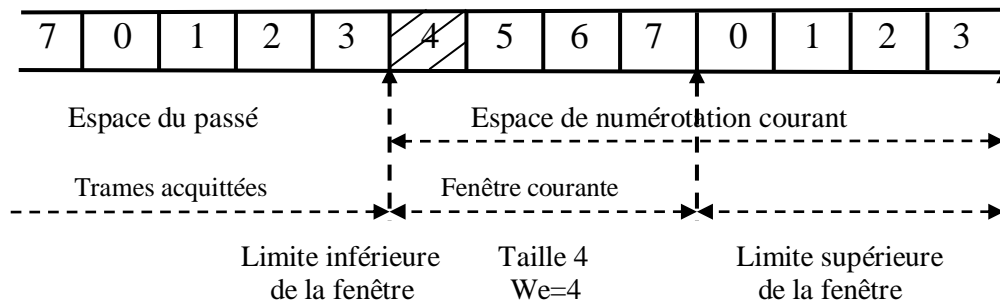 7 0 1 2 3 4 5 6 7 0 1 2 3
Espace du passé Espace de numérotation courant
Trames acquittées Fenêtre courante
Limite inférieure Taille 4 Limite supérieure
de la fenêtre We=4 de la fenêtre